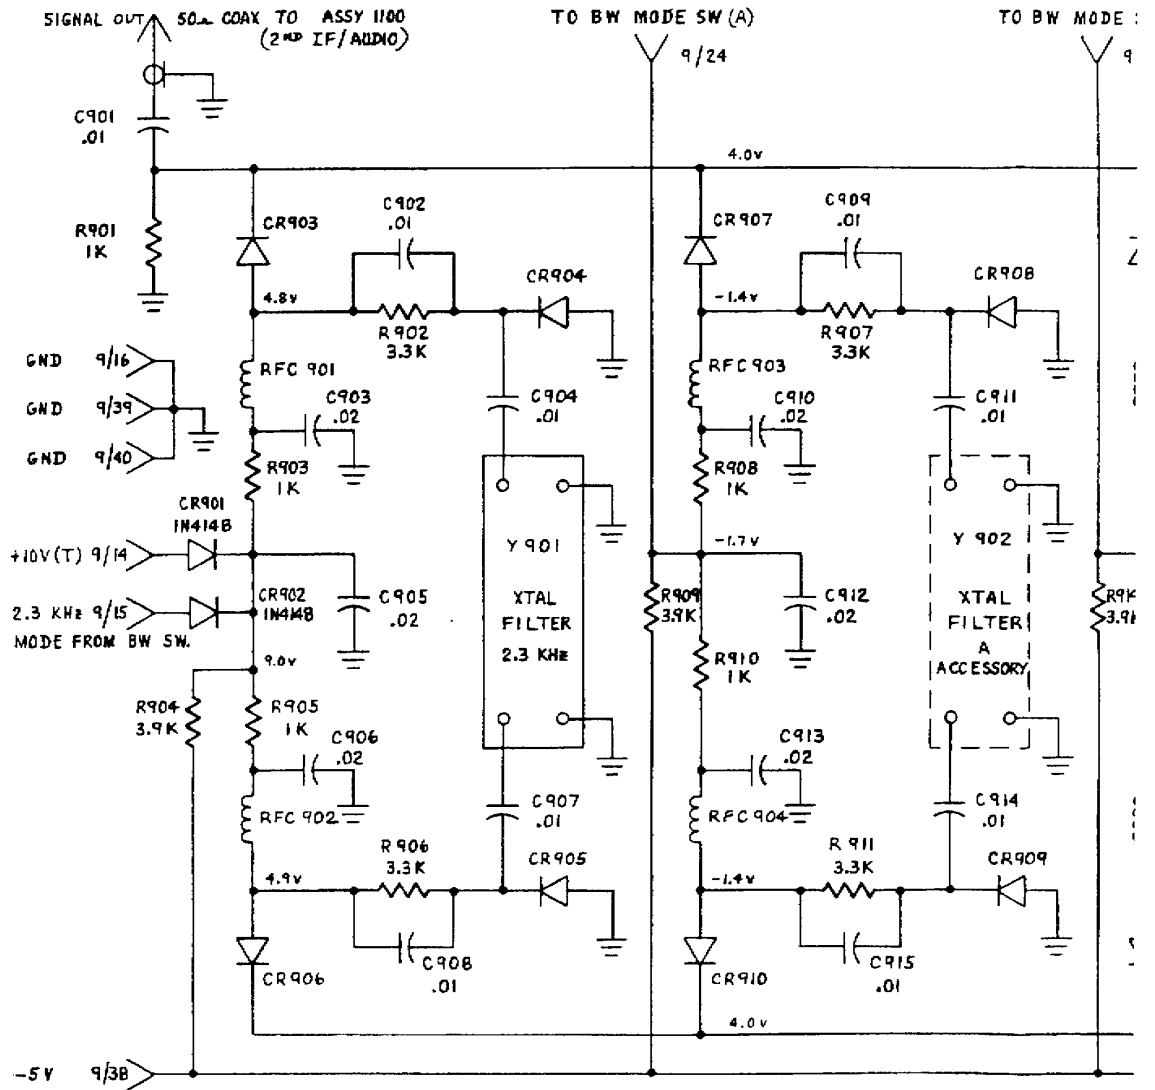 SIGNAL OUT
50Ω COAX TO ASSY 1100
(2ND IF/AUDIO)
TO BW MODE SW (A)
9/24
TO BW MODE
9
C901
.01
4.0V
R901
1K
CR903
C902
.01
CR904
4.8V
R902
3.3K
CR907
C909
.01
CR908
-1.4V
R907
3.3K
GND 9/16
GND 9/39
GND 9/40
RFC 901
C903
.02
C904
.01
RFC 903
C910
.02
C911
.01
R903
1K
R908
1K
CR901
1N4148
+10V(T) 9/14
CR902
1N4148
2.3 KHz 9/15
MODE FROM BW SW.
C905
.02
Y 901
XTAL
FILTER
2.3 KHz
-1.7V
R909
3.9K
C912
.02
Y 902
XTAL
FILTER
A
ACCESSORY
R91
3.9K
9.0V
R904
3.9K
R905
1K
R910
1K
C906
.02
C913
.02
RFC 902
C907
.01
RFC 904
C914
.01
R906
3.3K
CR905
4.9V
R911
3.3K
CR909
-1.4V
C908
.01
CR906
C915
.01
CR910
4.0V
-5V 9/38